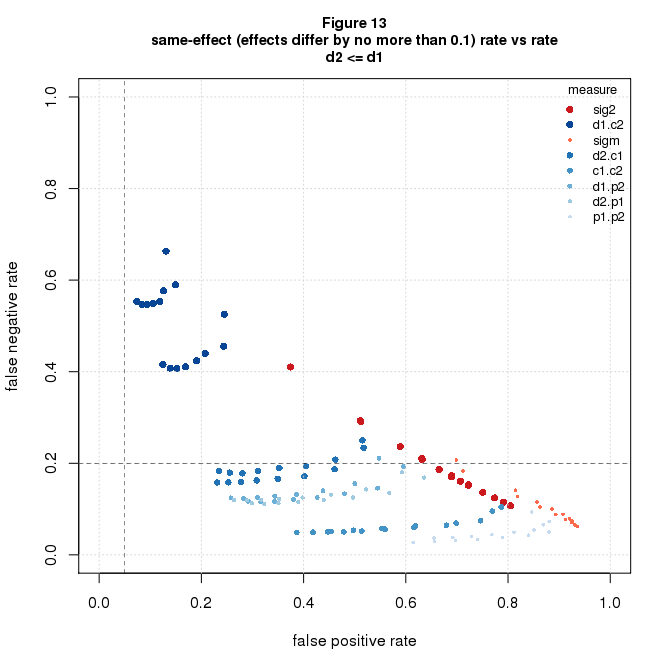 Figure 13
same-effect (effects differ by no more than 0.1) rate vs rate
d2 <= d1
measure
sig2
d1.c2
sigm
d2.c1
c1.c2
d1.p2
d2.p1
p1.p2
false negative rate
1.0
0.8
0.6
0.4
0.2
0.0
0.0 0.2 0.4 0.6 0.8 1.0
false positive rate